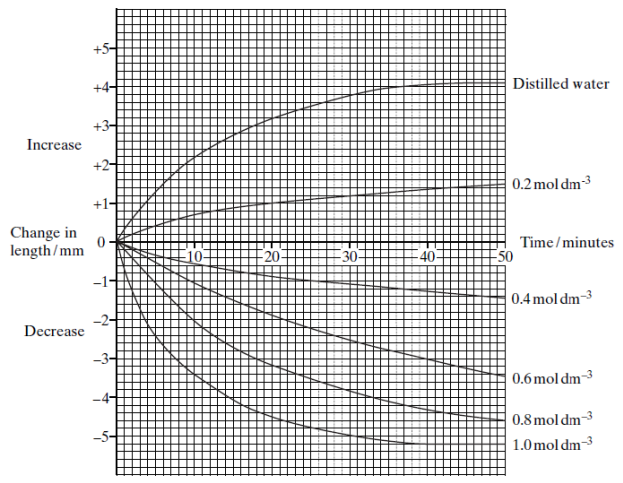 +5
+4
+3
Increase
+2
+1
Change in
length/mm
0
10
20
30
40
50
Time/minutes
–1
–2
Decrease
–3
–4
–5
Distilled water
0.2 mol dm⁻³
0.4 mol dm⁻³
0.6 mol dm⁻³
0.8 mol dm⁻³
1.0 mol dm⁻³